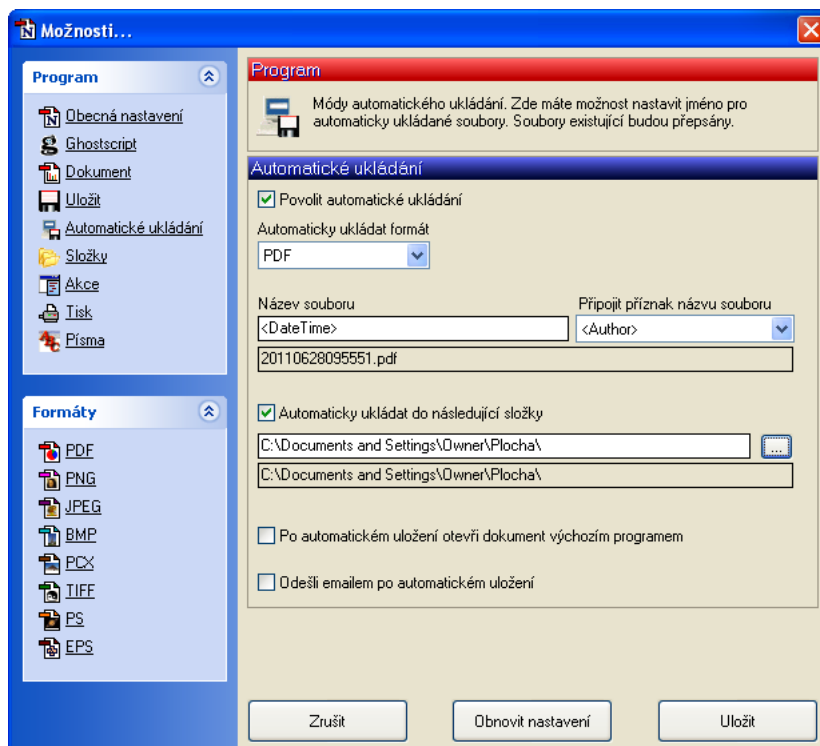 Možnosti...
Program
Obecná nastavení
Ghostscript
Dokument
Uložit
Automatické ukládání
Složky
Akce
Tisk
Písma
Formáty
PDF
PNG
JPEG
BMP
PCX
TIFF
PS
EPS
Program
Módy automatického ukládání. Zde máte možnost nastavit jméno pro
automaticky ukládané soubory. Soubory existující budou přepsány.
Automatické ukládání
Povolit automatické ukládání
Automaticky ukládat formát
PDF
Název souboru
Připojit příznak názvu souboru
<DateTime>
<Author>
20110628095551.pdf
Automaticky ukládat do následující složky
C:\Documents and Settings\Owner\Plocha\
...
C:\Documents and Settings\Owner\Plocha\
Po automatickém uložení otevři dokument výchozím programem
Odešli emailem po automatickém uložení
Zrušit
Obnovit nastavení
Uložit